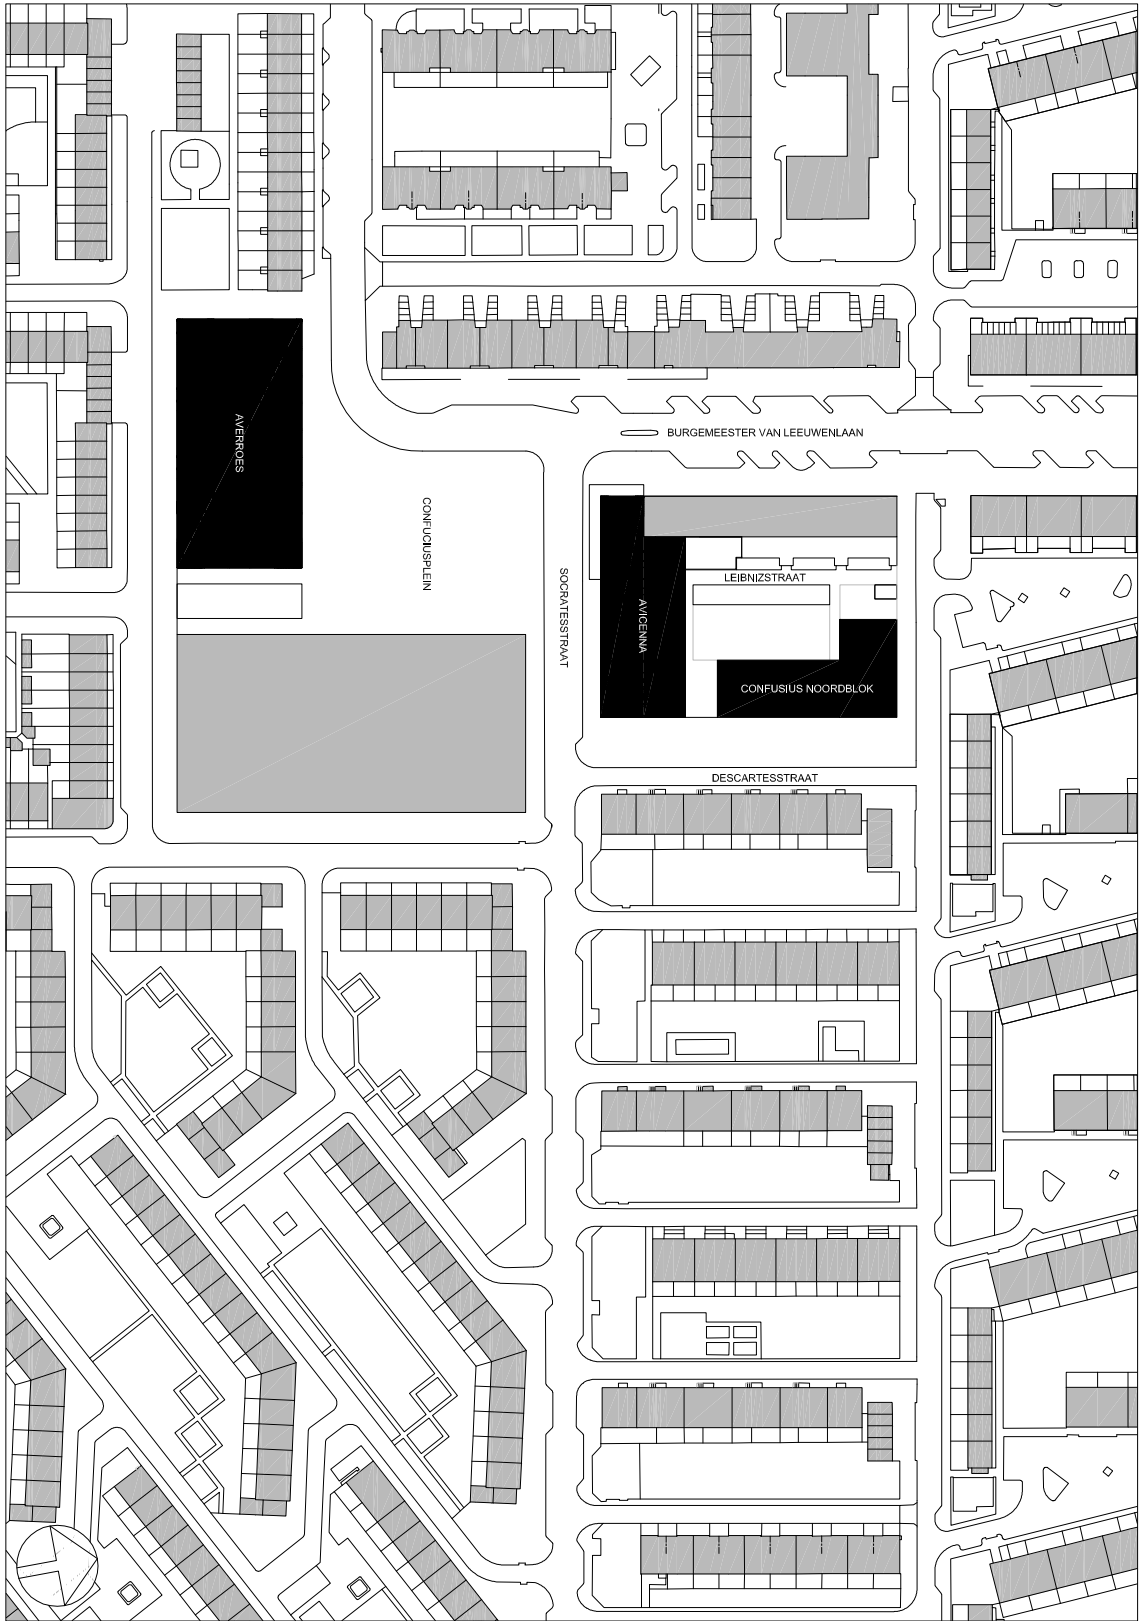 BURGEMEESTER VAN LEEUWENLAAN
AVERROES
CONFUCIUSPLEIN
SOCRATESSTRAAT
LEIBNIZSTRAAT
AVICENNA
CONFUSIUS NOORDBLOK
DESCARTESSTRAAT